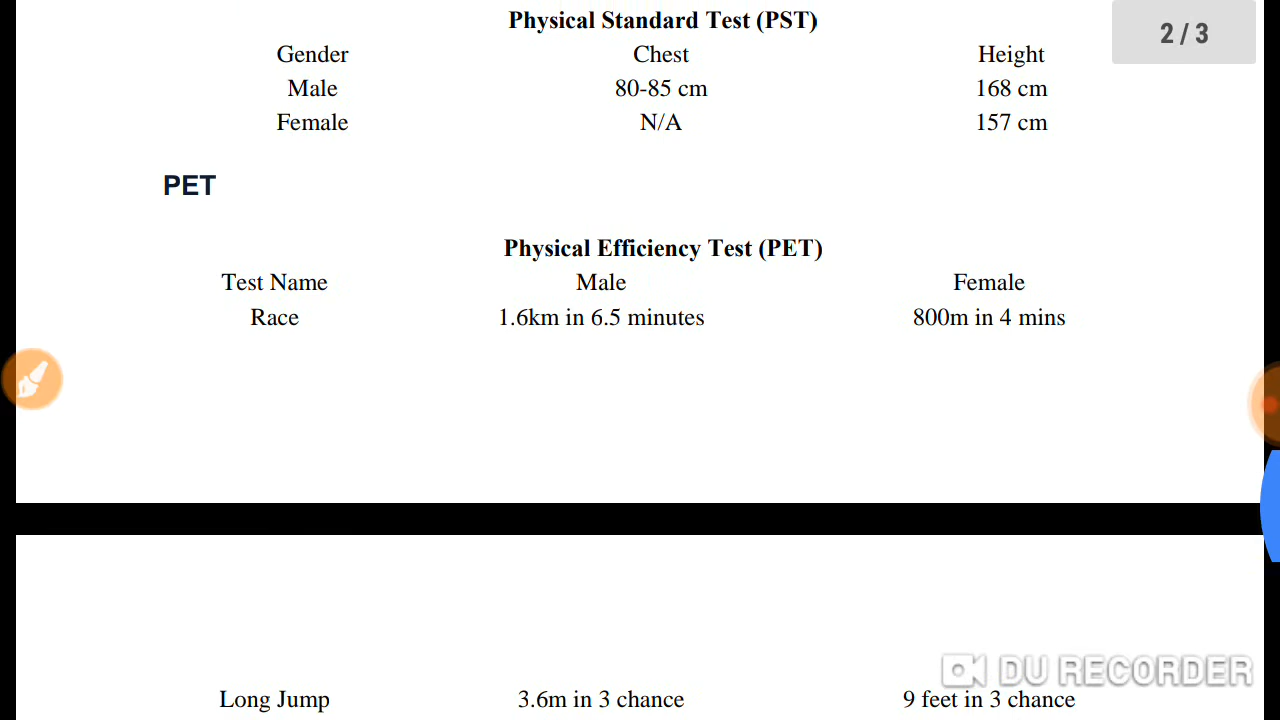 Physical Standard Test (PST)
2 / 3
Gender Chest Height
Male 80-85 cm 168 cm
Female N/A 157 cm
PET
Physical Efficiency Test (PET)
Test Name Male Female
Race 1.6km in 6.5 minutes 800m in 4 mins
DU RECORDER
Long Jump 3.6m in 3 chance 9 feet in 3 chance